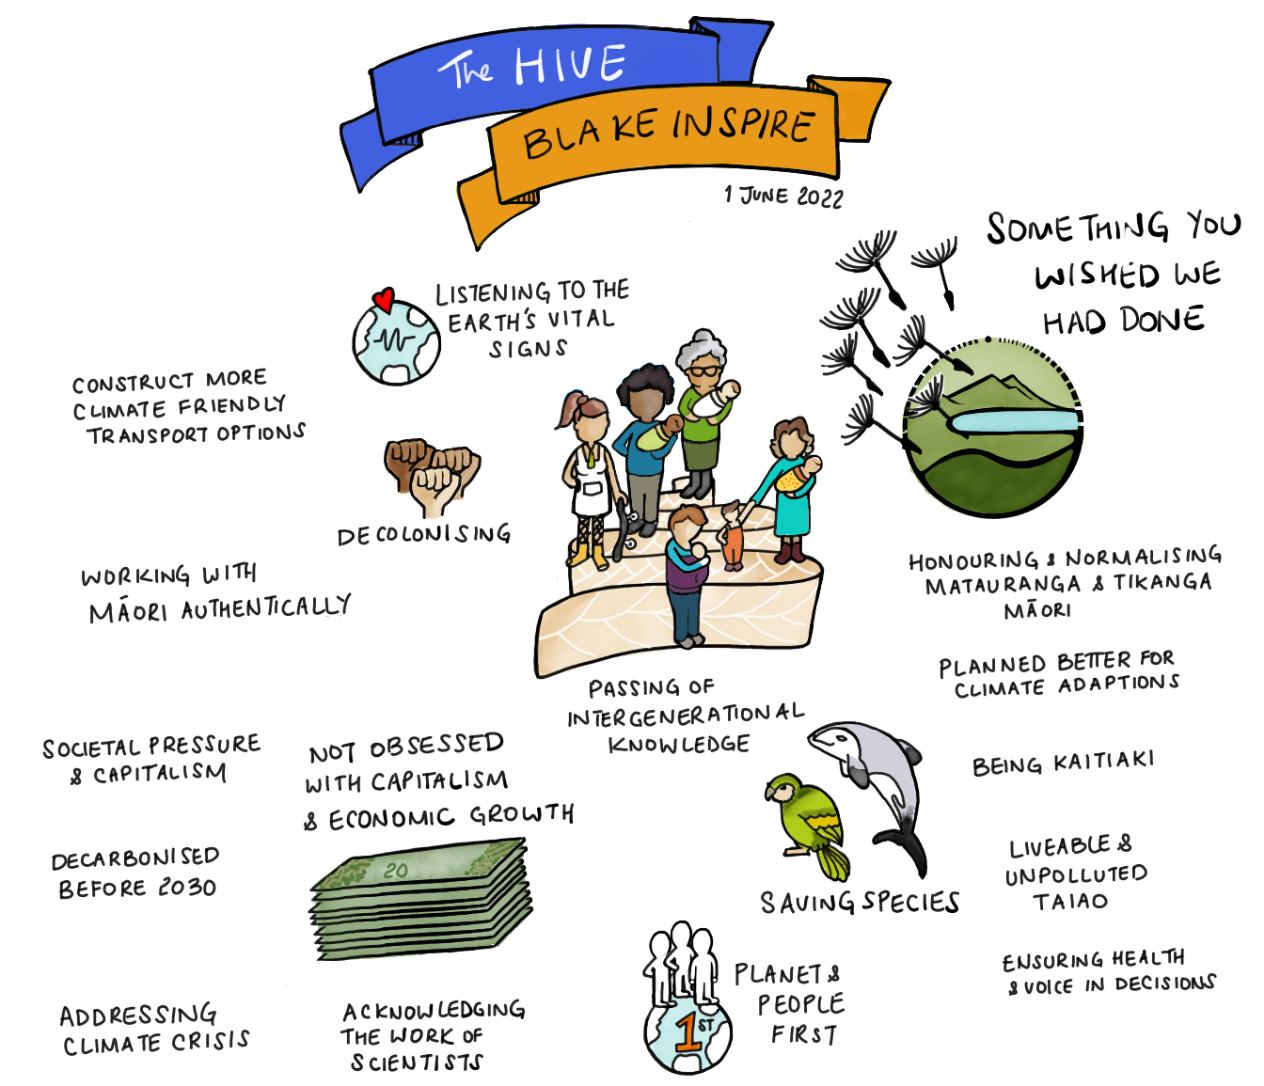 The HIVE
BLAKE INSPIRE
1 JUNE 2022
SOMETHING YOU
WISHED WE
HAD DONE
LISTENING TO THE
EARTH'S VITAL
SIGNS
CONSTRUCT MORE
CLIMATE FRIENDLY
TRANSPORT OPTIONS
DECOLONISING
WORKING WITH
MĀORI AUTHENTICALLY
HONOURING & NORMALISING
MATAURANGA & TIKANGA
MĀORI
PLANNED BETTER FOR
CLIMATE ADAPTIONS
PASSING OF
INTERGENERATIONAL
KNOWLEDGE
SOCIETAL PRESSURE
& CAPITALISM
NOT OBSESSED
WITH CAPITALISM
& ECONOMIC GROWTH
20
BEING KAITIAKI
DECARBONISED
BEFORE 2030
SAVING SPECIES
LIVEABLE &
UNPOLLUTED
TAIAO
ENSURING HEALTH
& VOICE IN DECISIONS
ADDRESSING
CLIMATE CRISIS
ACKNOWLEDGING
THE WORK OF
SCIENTISTS
1ST
PLANET &
PEOPLE
FIRST